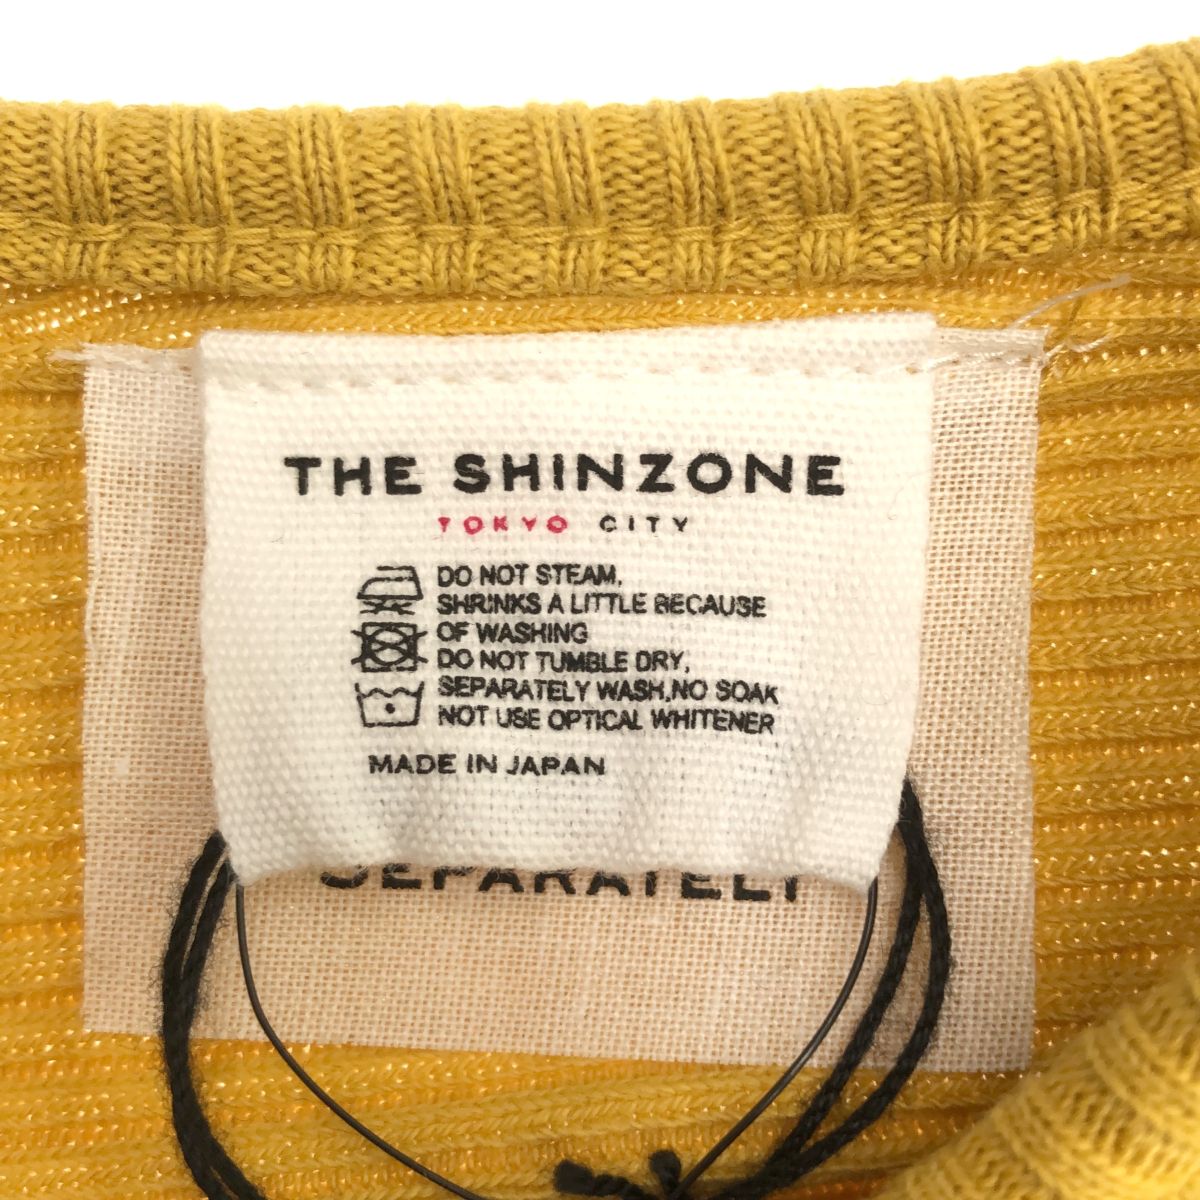 THE SHINZONE
TOKYO CITY
DO NOT STEAM,
SHRINKS A LITTLE BECAUSE
OF WASHING
DO NOT TUMBLE DRY,
SEPARATELY WASH,NO SOAK
NOT USE OPTICAL WHITENER
MADE IN JAPAN
SEPARATELY